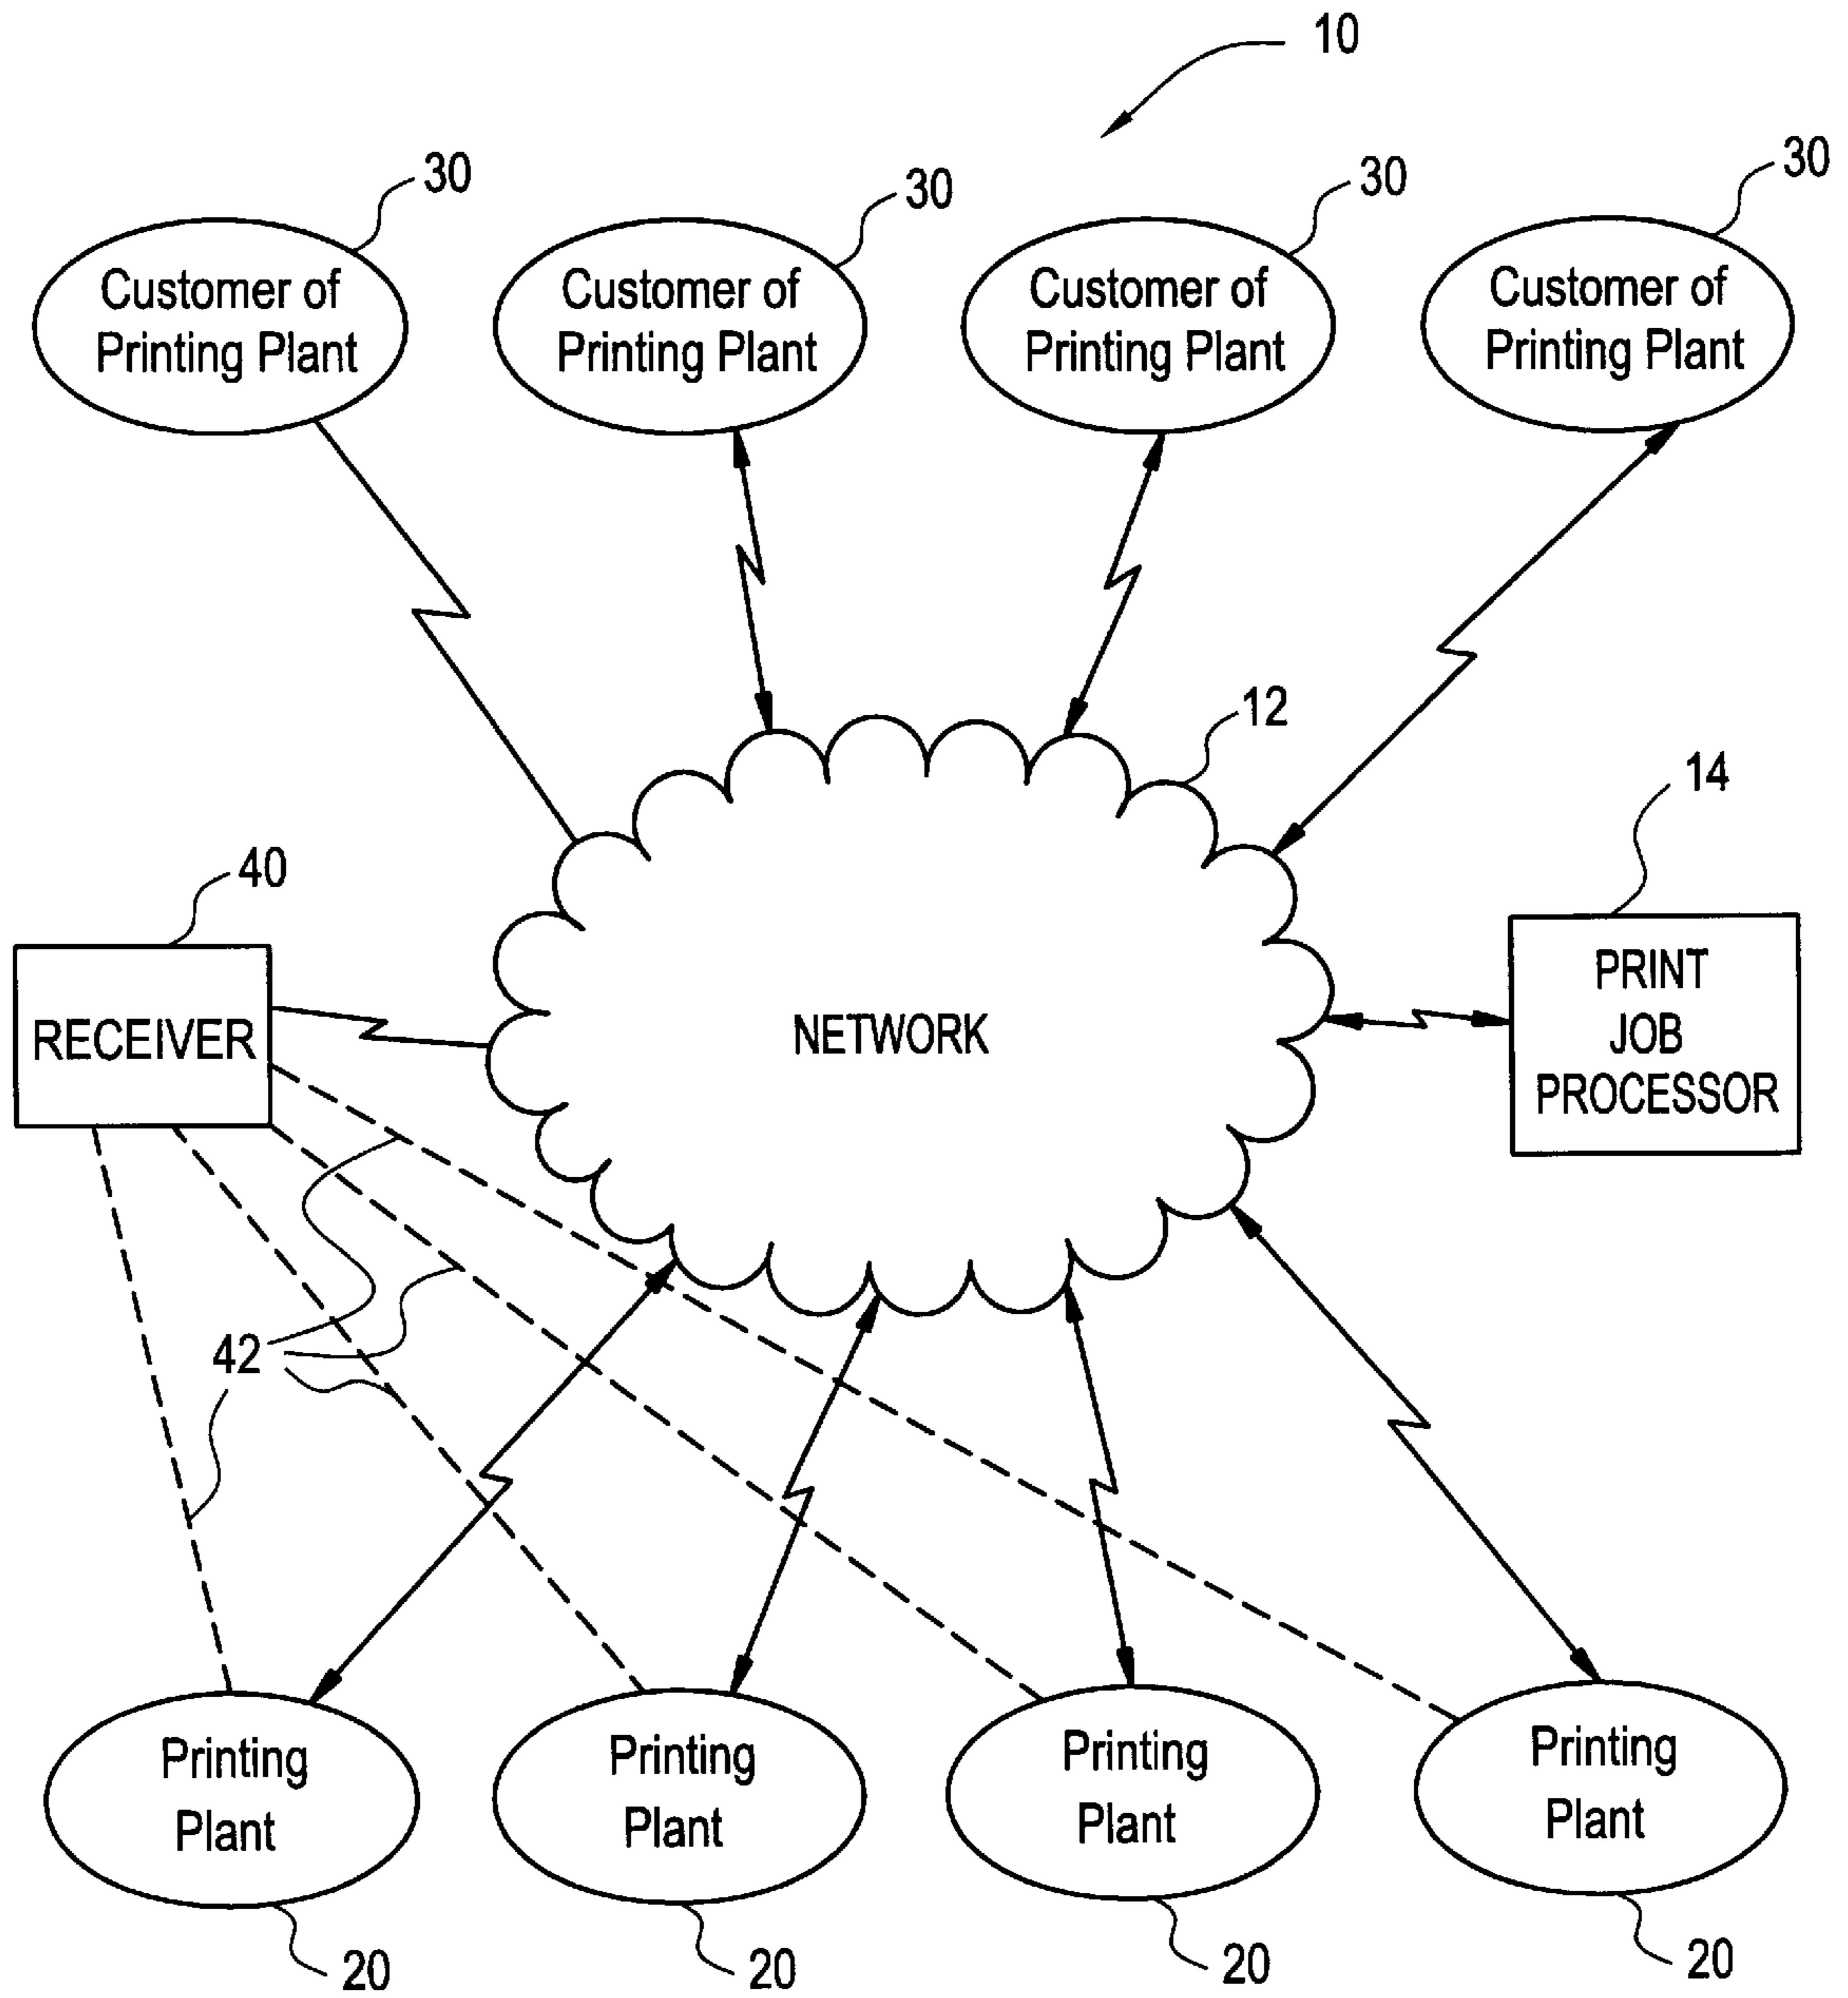 10
30
30
30
30
Customer of
Printing Plant
Customer of
Printing Plant
Customer of
Printing Plant
Customer of
Printing Plant
12
14
40
RECEIVER
NETWORK
PRINT
JOB
PROCESSOR
42
Printing
Plant
Printing
Plant
Printing
Plant
Printing
Plant
20
20
20
20